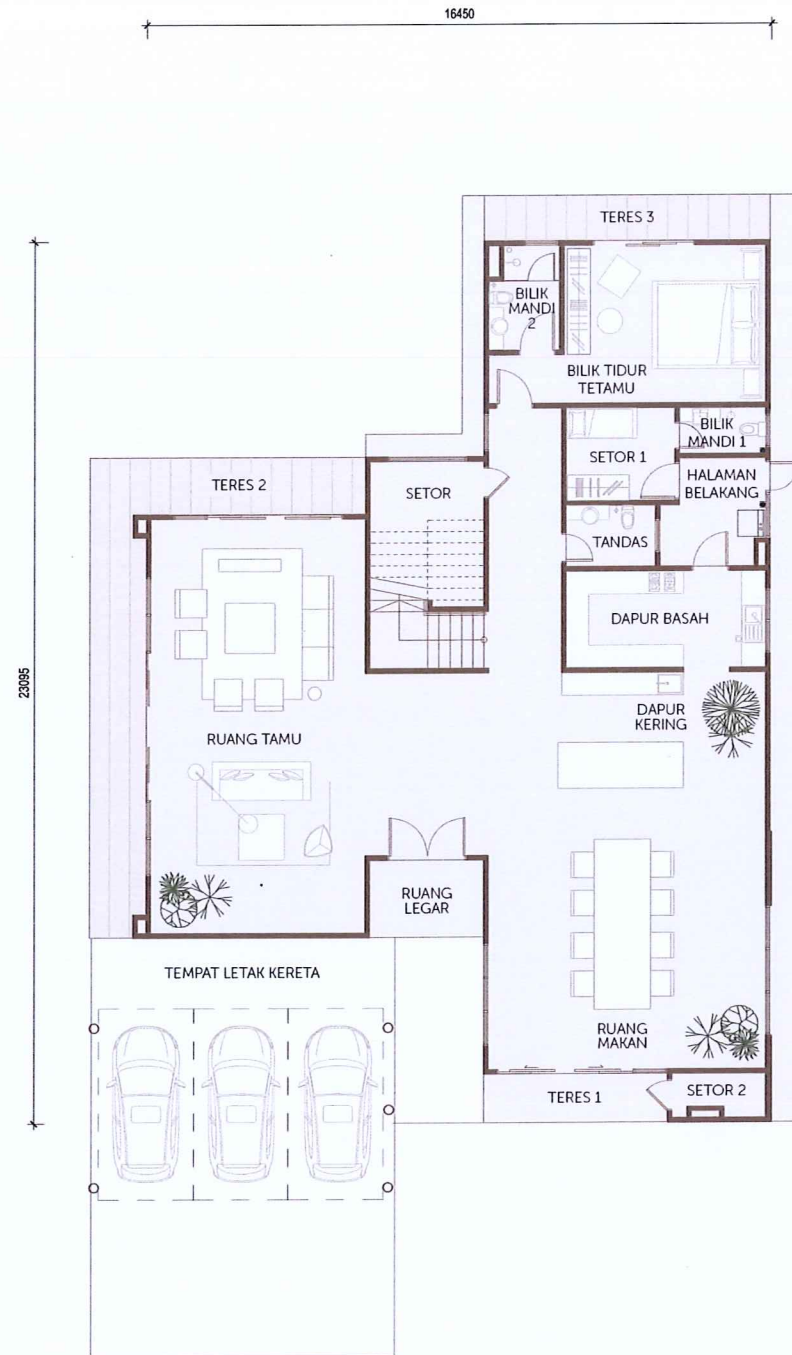 16450
TERES 3
BILIK
MANDI
2
BILIK TIDUR
TETAMU
BILIK
MANDI 1
SETOR 1
HALAMAN
BELAKANG
TERES 2
SETOR
TANDAS
DAPUR BASAH
23095
DAPUR
KERING
RUANG TAMU
RUANG
LEGAR
TEMPAT LETAK KERETA
RUANG
MAKAN
TERES 1
SETOR 2